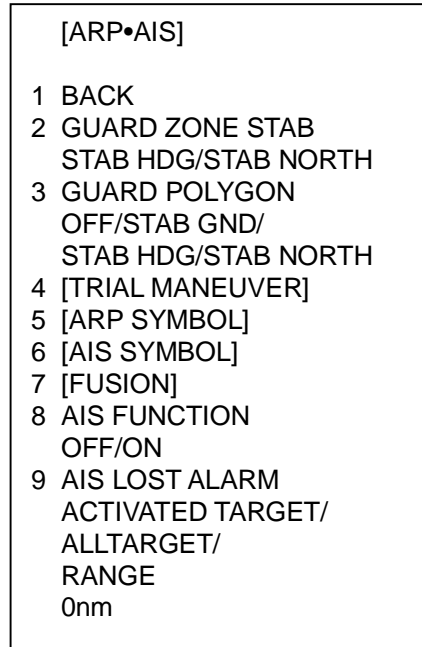 [ARP•AIS]
1 BACK
2 GUARD ZONE STAB
STAB HDG/STAB NORTH
3 GUARD POLYGON
OFF/STAB GND/
STAB HDG/STAB NORTH
4 [TRIAL MANEUVER]
5 [ARP SYMBOL]
6 [AIS SYMBOL]
7 [FUSION]
8 AIS FUNCTION
OFF/ON
9 AIS LOST ALARM
ACTIVATED TARGET/
ALLTARGET/
RANGE
0nm